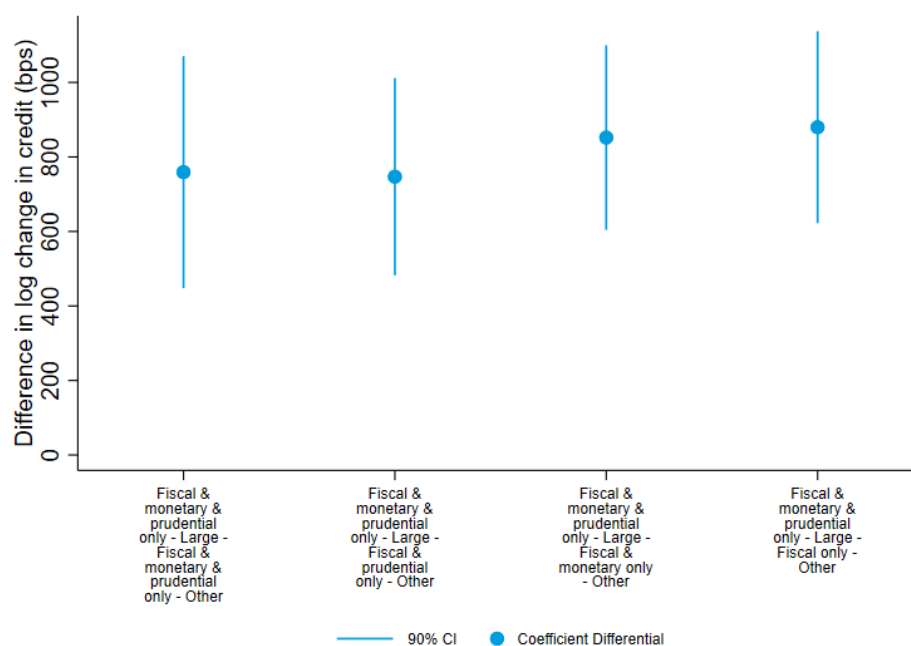 Difference in log change in credit (bps)
1000
800
600
400
200
0
Fiscal &
monetary &
prudential
only - Large -
Fiscal &
monetary &
prudential
only - Other
Fiscal &
monetary &
prudential
only - Large -
Fiscal &
prudential
only - Other
Fiscal &
monetary &
prudential
only - Large -
Fiscal &
monetary only
- Other
Fiscal &
monetary &
prudential
only - Large -
Fiscal only -
Other
90% CI
Coefficient Differential